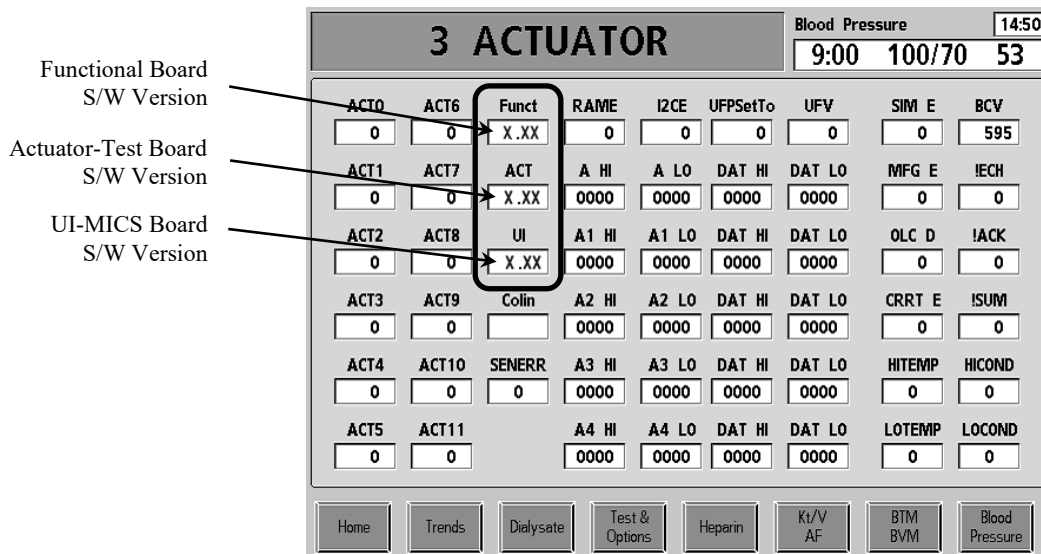 Functional Board
S/W Version
Actuator-Test Board
S/W Version
UI-MICS Board
S/W Version
3 ACTUATOR
Blood Pressure 14:50
9:00 100/70 53
ACT0 ACT6 Funct RAME I2CE UFPSetTo UFV SIM E BCV
0 0 X.XX 0 0 0 0 0 595
ACT1 ACT7 ACT A HI A LO DAT HI DAT LO MFG E !ECH
0 0 X.XX 0000 0000 0000 0000 0 0
ACT2 ACT8 UI A1 HI A1 LO DAT HI DAT LO OLC D !ACK
0 0 X.XX 0000 0000 0000 0000 0 0
ACT3 ACT9 Colin A2 HI A2 LO DAT HI DAT LO CRRT E !SUM
0 0 0000 0000 0000 0000 0 0
ACT4 ACT10 SENERR A3 HI A3 LO DAT HI DAT LO HITEMP HICOND
0 0 0 0000 0000 0000 0000 0 0
ACT5 ACT11 A4 HI A4 LO DAT HI DAT LO LOTEMP LOCOND
0 0 0000 0000 0000 0000 0 0
Home Trends Dialysate Test & Options Heparin Kt/V AF BTM BVM Blood Pressure